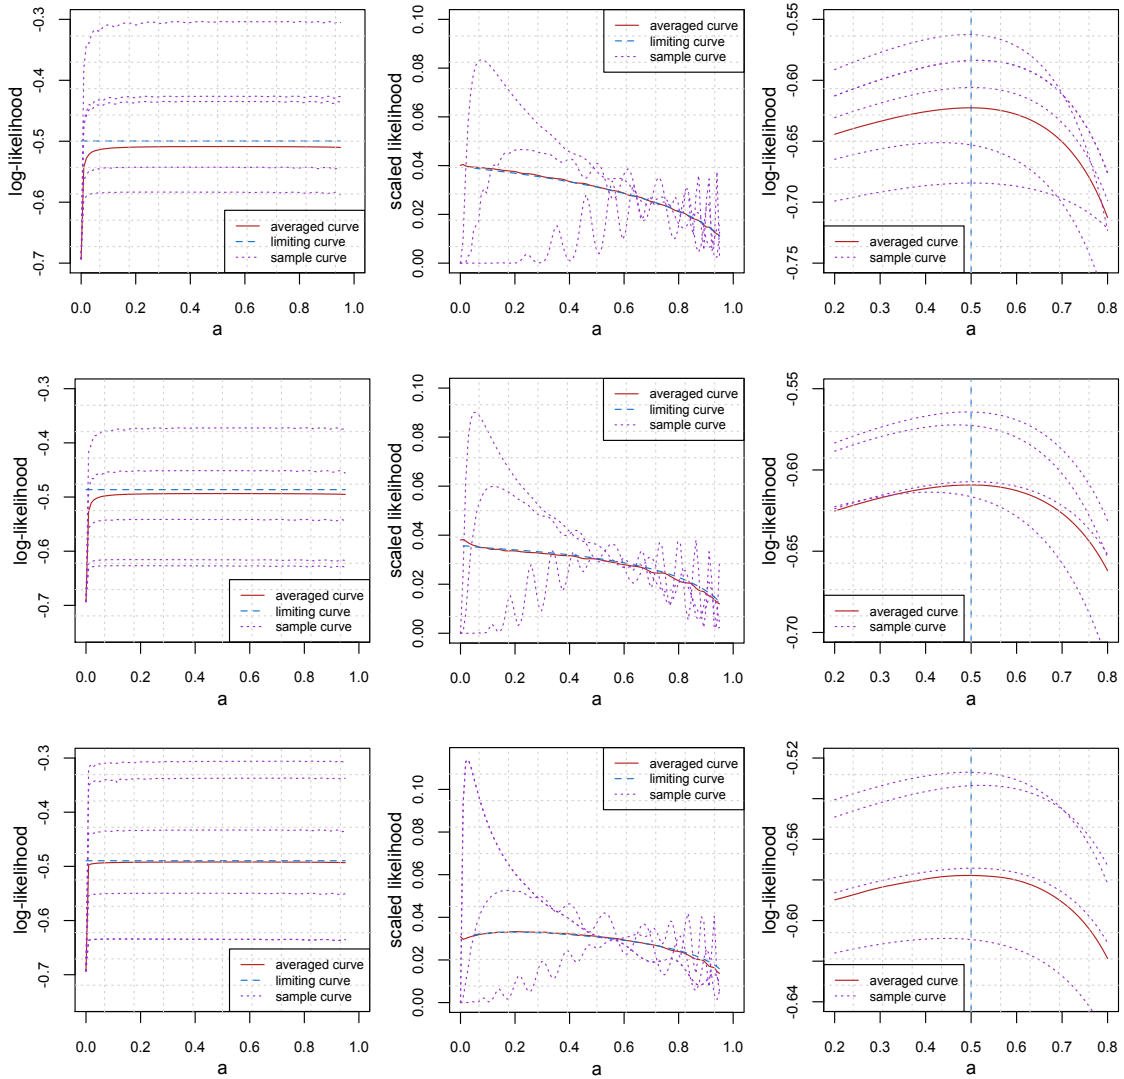 log-likelihood
-0.3
-0.4
-0.5
-0.6
-0.7
averaged curve
limiting curve
sample curve
0.0 0.2 0.4 0.6 0.8 1.0
a
scaled likelihood
0.10
0.08
0.06
0.04
0.02
0.00
averaged curve
limiting curve
sample curve
0.0 0.2 0.4 0.6 0.8 1.0
a
log-likelihood
-0.55
-0.60
-0.65
-0.70
-0.75
averaged curve
sample curve
0.2 0.3 0.4 0.5 0.6 0.7 0.8
a
log-likelihood
-0.3
-0.4
-0.5
-0.6
-0.7
averaged curve
limiting curve
sample curve
0.0 0.2 0.4 0.6 0.8 1.0
a
scaled likelihood
0.10
0.08
0.06
0.04
0.02
0.00
averaged curve
limiting curve
sample curve
0.0 0.2 0.4 0.6 0.8 1.0
a
log-likelihood
-0.55
-0.60
-0.65
-0.70
averaged curve
sample curve
0.2 0.3 0.4 0.5 0.6 0.7 0.8
a
log-likelihood
-0.3
-0.4
-0.5
-0.6
-0.7
averaged curve
limiting curve
sample curve
0.0 0.2 0.4 0.6 0.8 1.0
a
scaled likelihood
0.10
0.08
0.06
0.04
0.02
0.00
averaged curve
limiting curve
sample curve
0.0 0.2 0.4 0.6 0.8 1.0
a
log-likelihood
-0.52
-0.56
-0.60
-0.64
averaged curve
sample curve
0.2 0.3 0.4 0.5 0.6 0.7 0.8
a